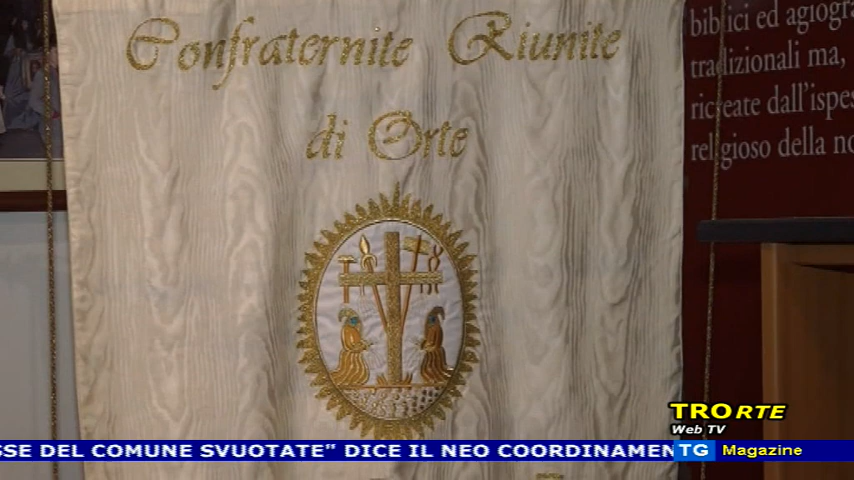 Confraternite Riunite
di Orte
biblici ed agiogra
tradizionali ma,
ricreate dall'ispe
religioso della no
TRORTE
Web TV
SSE DEL COMUNE SVUOTATE" DICE IL NEO COORDINAMEN
TG Magazine